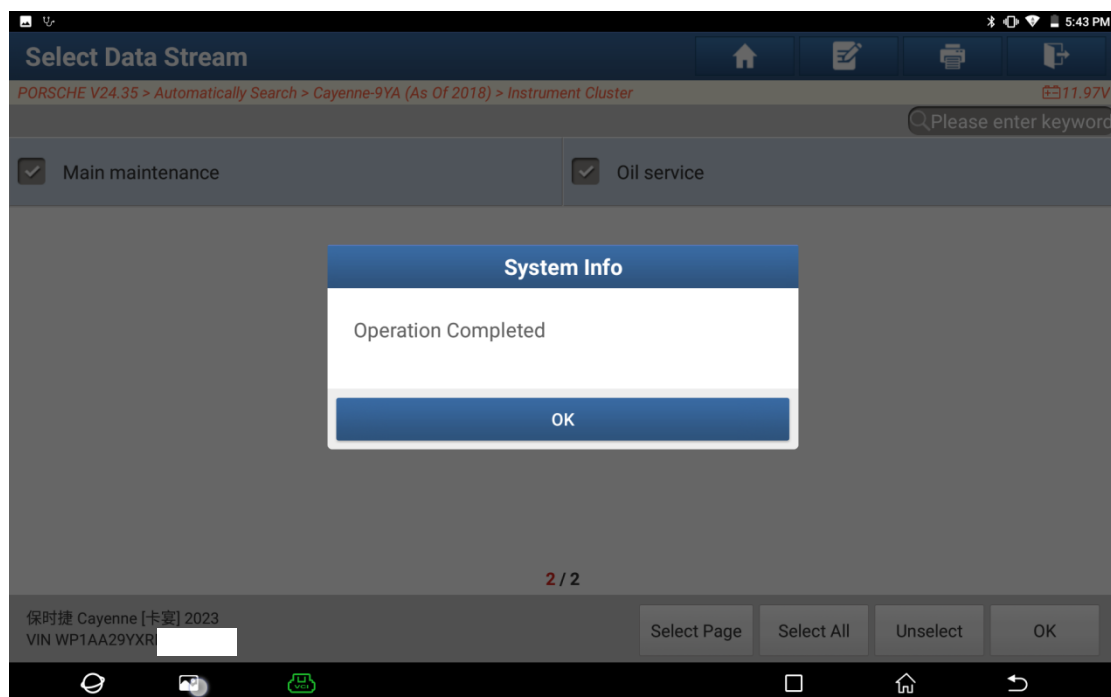 5:43 PM
Select Data Stream
PORSCHE V24.35 > Automatically Search > Cayenne-9YA (As Of 2018) > Instrument Cluster
11.97V
Please enter keyword
Main maintenance
Oil service
System Info
Operation Completed
OK
2 / 2
保时捷 Cayenne [卡宴] 2023
VIN WP1AA29YXR
Select Page
Select All
Unselect
OK
VCI